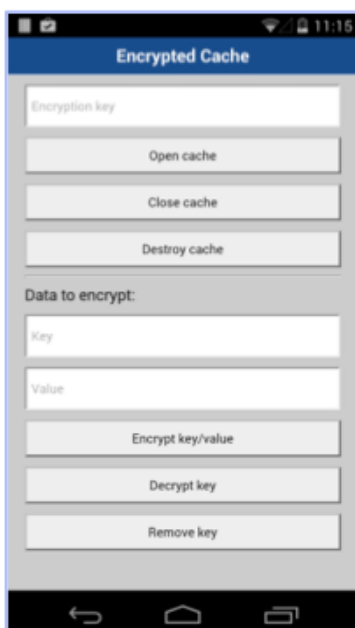 11:15
Encrypted Cache
Encryption key
Open cache
Close cache
Destroy cache
Data to encrypt:
Key
Value
Encrypt key/value
Decrypt key
Remove key